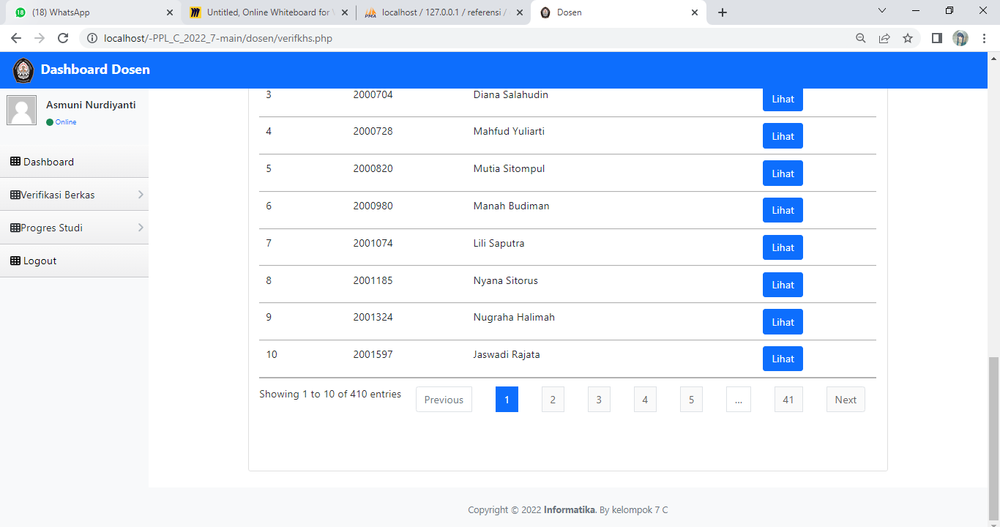 (18) WhatsApp
Untitled, Online Whiteboard for
localhost / 127.0.0.1 / referensi /
Dosen
localhost/-PPL_C_2022_7-main/dosen/verifkhs.php
Dashboard Dosen
Asmuni Nurdiyanti
Online
Dashboard
Verifikasi Berkas
Progres Studi
Logout
3 2000704 Diana Salahudin Lihat
4 2000728 Mahfud Yuliarti Lihat
5 2000820 Mutia Sitompul Lihat
6 2000980 Manah Budiman Lihat
7 2001074 Lili Saputra Lihat
8 2001185 Nyana Sitorus Lihat
9 2001324 Nugraha Halimah Lihat
10 2001597 Jaswadi Rajata Lihat
Showing 1 to 10 of 410 entries Previous 1 2 3 4 5 ... 41 Next
Copyright © 2022 Informatika. By kelompok 7 C